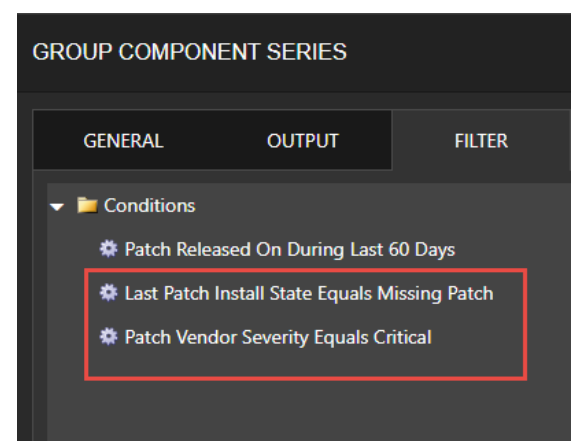 GROUP COMPONENT SERIES
GENERAL OUTPUT FILTER
Conditions
Patch Released On During Last 60 Days
Last Patch Install State Equals Missing Patch
Patch Vendor Severity Equals Critical